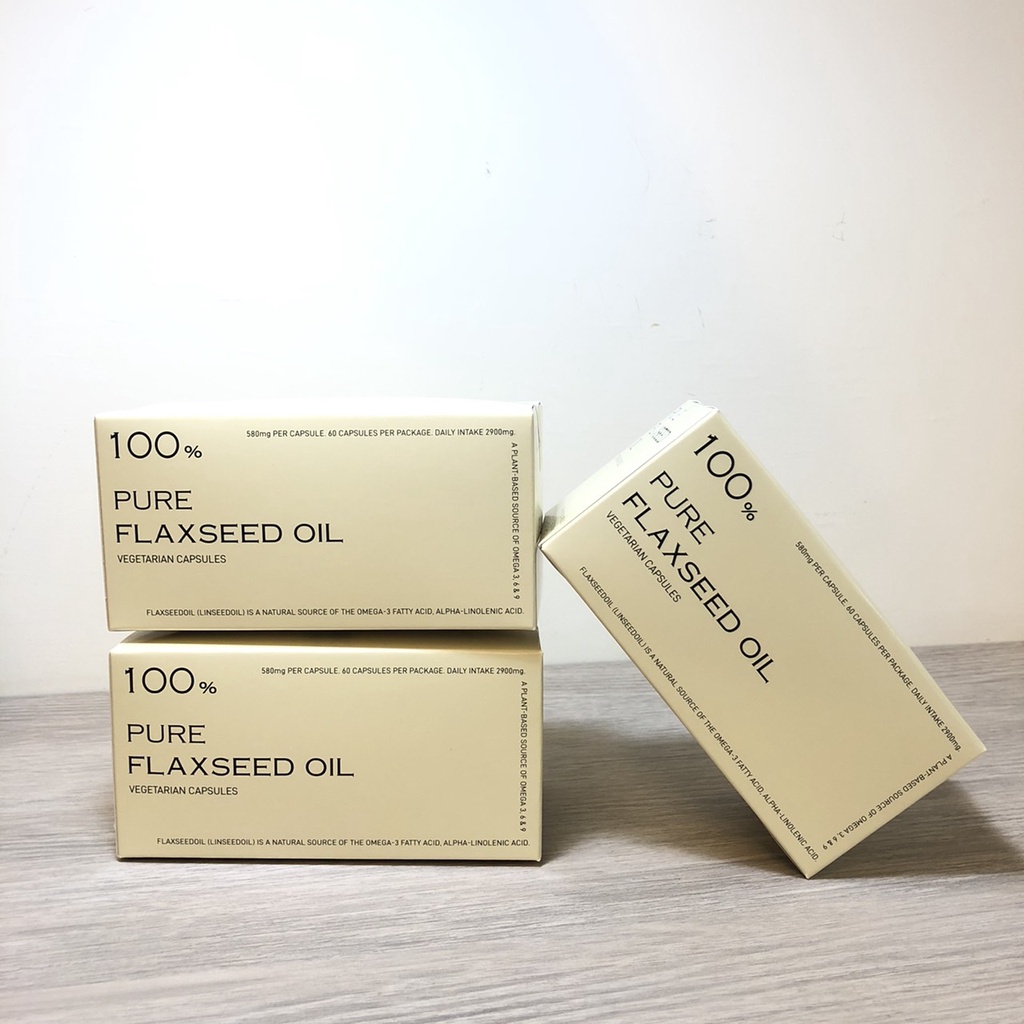 100%
580mg PER CAPSULE. 60 CAPSULES PER PACKAGE. DAILY INTAKE 2900mg.
PURE
FLAXSEED OIL
VEGETARIAN CAPSULES
A PLANT-BASED SOURCE OF OMEGA 3, 6 & 9
FLAXSEEDOIL (LINSEEDOIL) IS A NATURAL SOURCE OF THE OMEGA-3 FATTY ACID, ALPHA-LINOLENIC ACID.
100%
580mg PER CAPSULE. 60 CAPSULES PER PACKAGE. DAILY INTAKE 2900mg.
PURE
FLAXSEED OIL
VEGETARIAN CAPSULES
A PLANT-BASED SOURCE OF OMEGA 3, 6 & 9
FLAXSEEDOIL (LINSEEDOIL) IS A NATURAL SOURCE OF THE OMEGA-3 FATTY ACID, ALPHA-LINOLENIC ACID.
100%
580mg PER CAPSULE. 60 CAPSULES PER PACKAGE. DAILY INTAKE 2900mg.
PURE
FLAXSEED OIL
VEGETARIAN CAPSULES
A PLANT-BASED SOURCE OF OMEGA 3, 6 & 9
FLAXSEEDOIL (LINSEEDOIL) IS A NATURAL SOURCE OF THE OMEGA-3 FATTY ACID, ALPHA-LINOLENIC ACID.